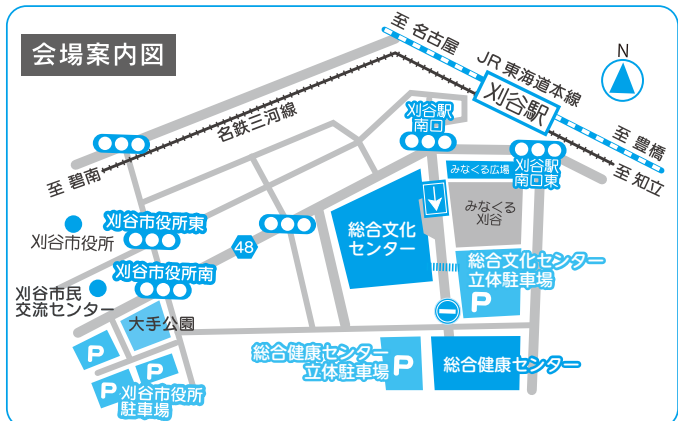 会場案内図
至 名古屋
JR東海道本線
N
刈谷駅
至 豊橋
至 知立
名鉄三河線
至 碧南
刈谷駅
南口
刈谷駅
南口東
みなくる広場
みなくる
刈谷
総合文化
センター
総合文化センター
立体駐車場
P
刈谷市役所
刈谷市役所東
48
刈谷市役所南
刈谷市民
交流センター
大手公園
P
P
P
刈谷市役所
駐車場
総合健康センター
立体駐車場
P
総合健康センター